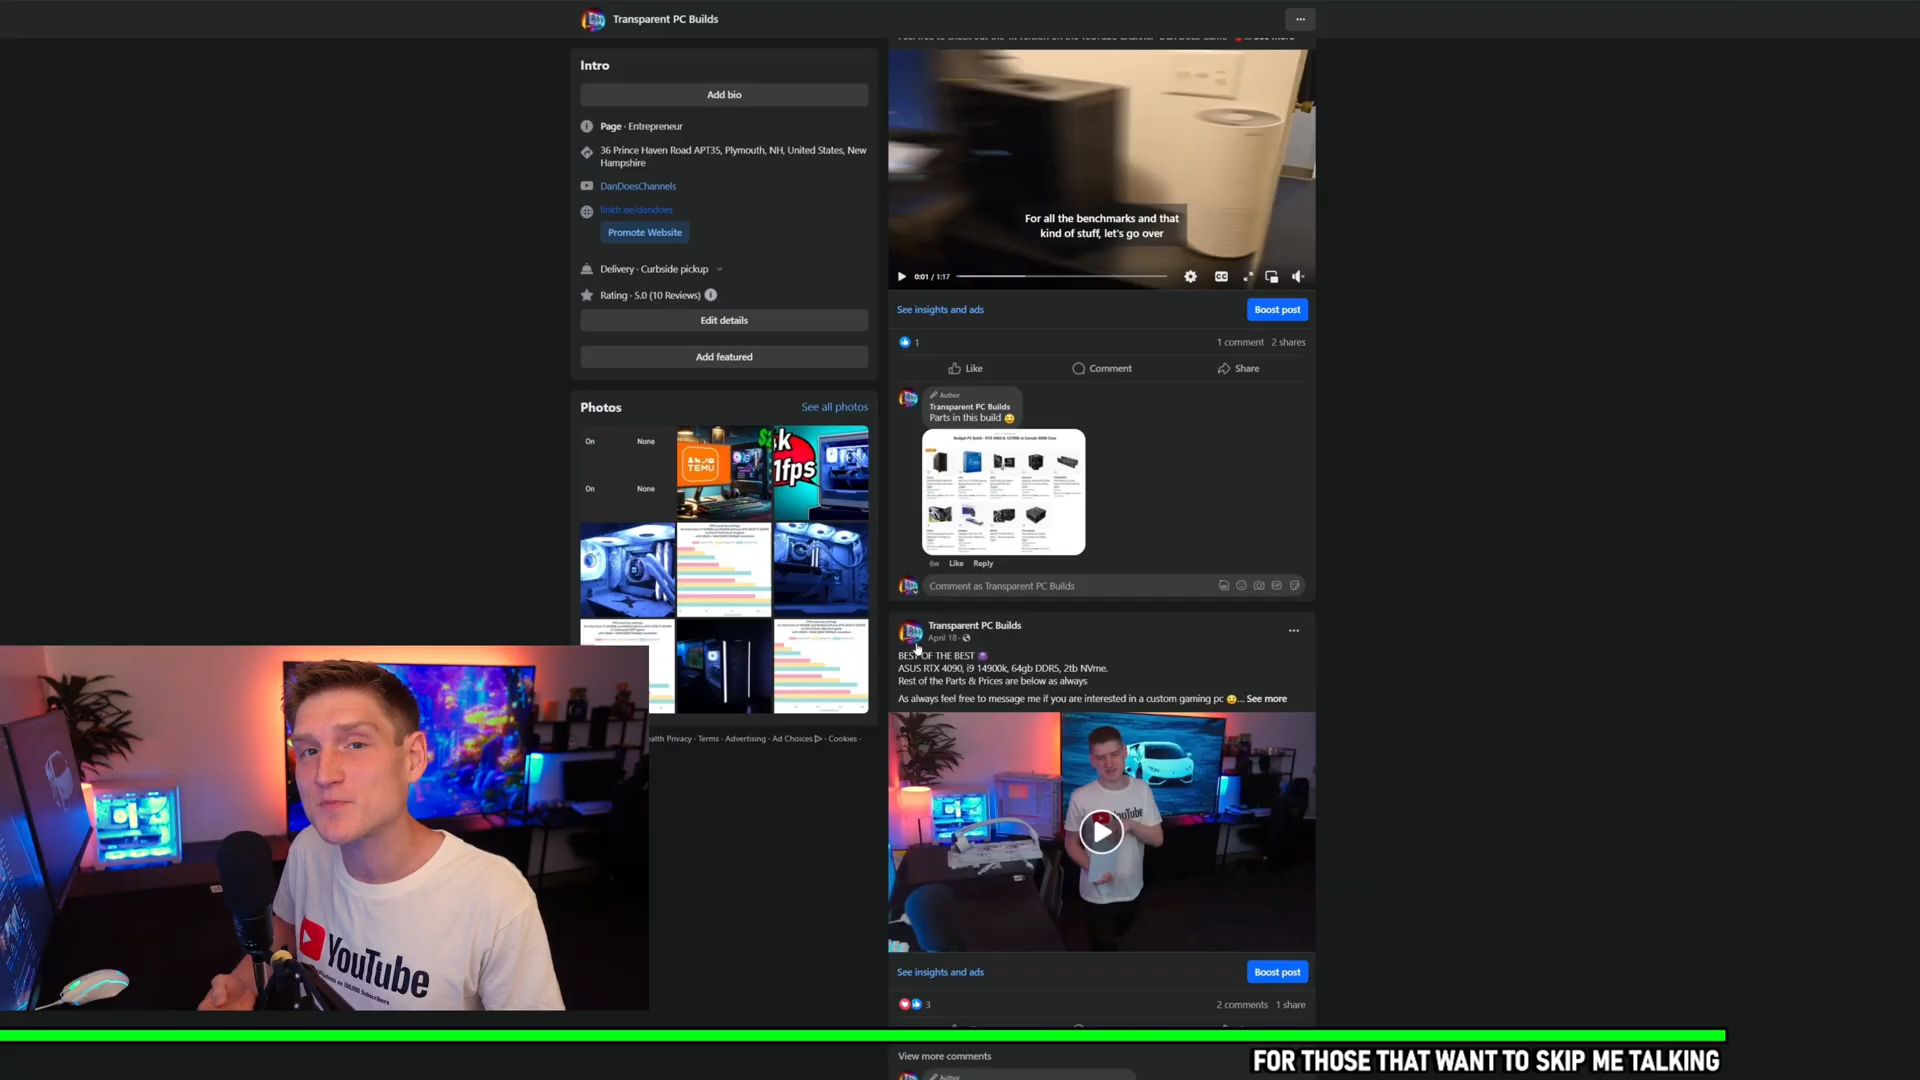 Transparent PC Builds
Intro
Add bio
Page · Entrepreneur
36 Prince Haven Road APT35, Plymouth, NH, United States, New
Hampshire
DanDoesChannels
linktr.ee/dandoes
Promote Website
Delivery · Curbside pickup
Rating · 5.0 (10 Reviews)
Edit details
Add featured
Photos
See all photos
On None
On None
TEMU
k
1fps
ealth Privacy · Terms · Advertising · Ad Choices · Cookies ·
For all the benchmarks and that
kind of stuff, let's go over
0:01 / 1:17
See insights and ads
Boost post
1
1 comment 2 shares
Like
Comment
Share
Author
Transparent PC Builds
Parts in this build
6w Like Reply
Comment as Transparent PC Builds
Transparent PC Builds
April 18 ·
BEST OF THE BEST
ASUS RTX 4090, i9 14900k, 64gb DDR5, 2tb NVme.
Rest of the Parts & Prices are below as always
As always feel free to message me if you are interested in a custom gaming pc ... See more
YouTube
See insights and ads
Boost post
3
2 comments 1 share
View more comments
Author
YouTube
FOR THOSE THAT WANT TO SKIP ME TALKING